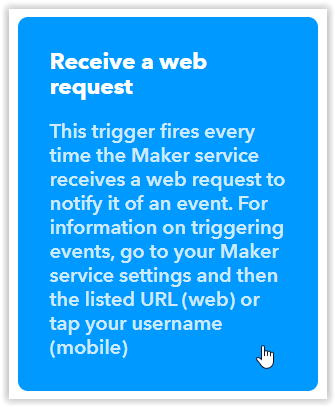 Receive a web
request
This trigger fires every
time the Maker service
receives a web request to
notify it of an event. For
information on triggering
events, go to your Maker
service settings and then
the listed URL (web) or
tap your username
(mobile)